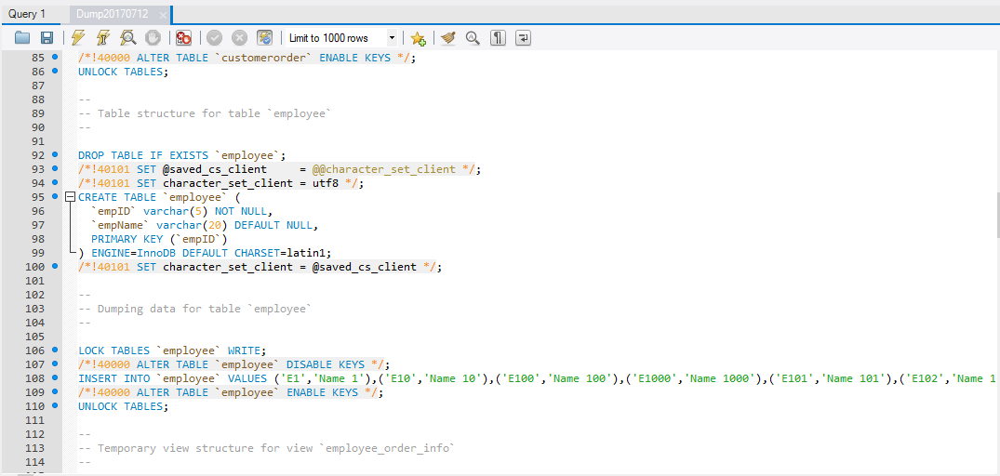 Query 1
Dump20170712
Limit to 1000 rows
85 /*!40000 ALTER TABLE `customerorder` ENABLE KEYS */;
86 UNLOCK TABLES;
87
88 --
89 -- Table structure for table `employee`
90 --
91
92 DROP TABLE IF EXISTS `employee`;
93 /*!40101 SET @saved_cs_client     = @@character_set_client */;
94 /*!40101 SET character_set_client = utf8 */;
95 CREATE TABLE `employee` (
96   `empID` varchar(5) NOT NULL,
97   `empName` varchar(20) DEFAULT NULL,
98   PRIMARY KEY (`empID`)
99 ) ENGINE=InnoDB DEFAULT CHARSET=latin1;
100 /*!40101 SET character_set_client = @saved_cs_client */;
101
102 --
103 -- Dumping data for table `employee`
104 --
105
106 LOCK TABLES `employee` WRITE;
107 /*!40000 ALTER TABLE `employee` DISABLE KEYS */;
108 INSERT INTO `employee` VALUES ('E1','Name 1'),('E10','Name 10'),('E100','Name 100'),('E1000','Name 1000'),('E101','Name 101'),('E102','Name 1
109 /*!40000 ALTER TABLE `employee` ENABLE KEYS */;
110 UNLOCK TABLES;
111
112 --
113 -- Temporary view structure for view `employee_order_info`
114 --